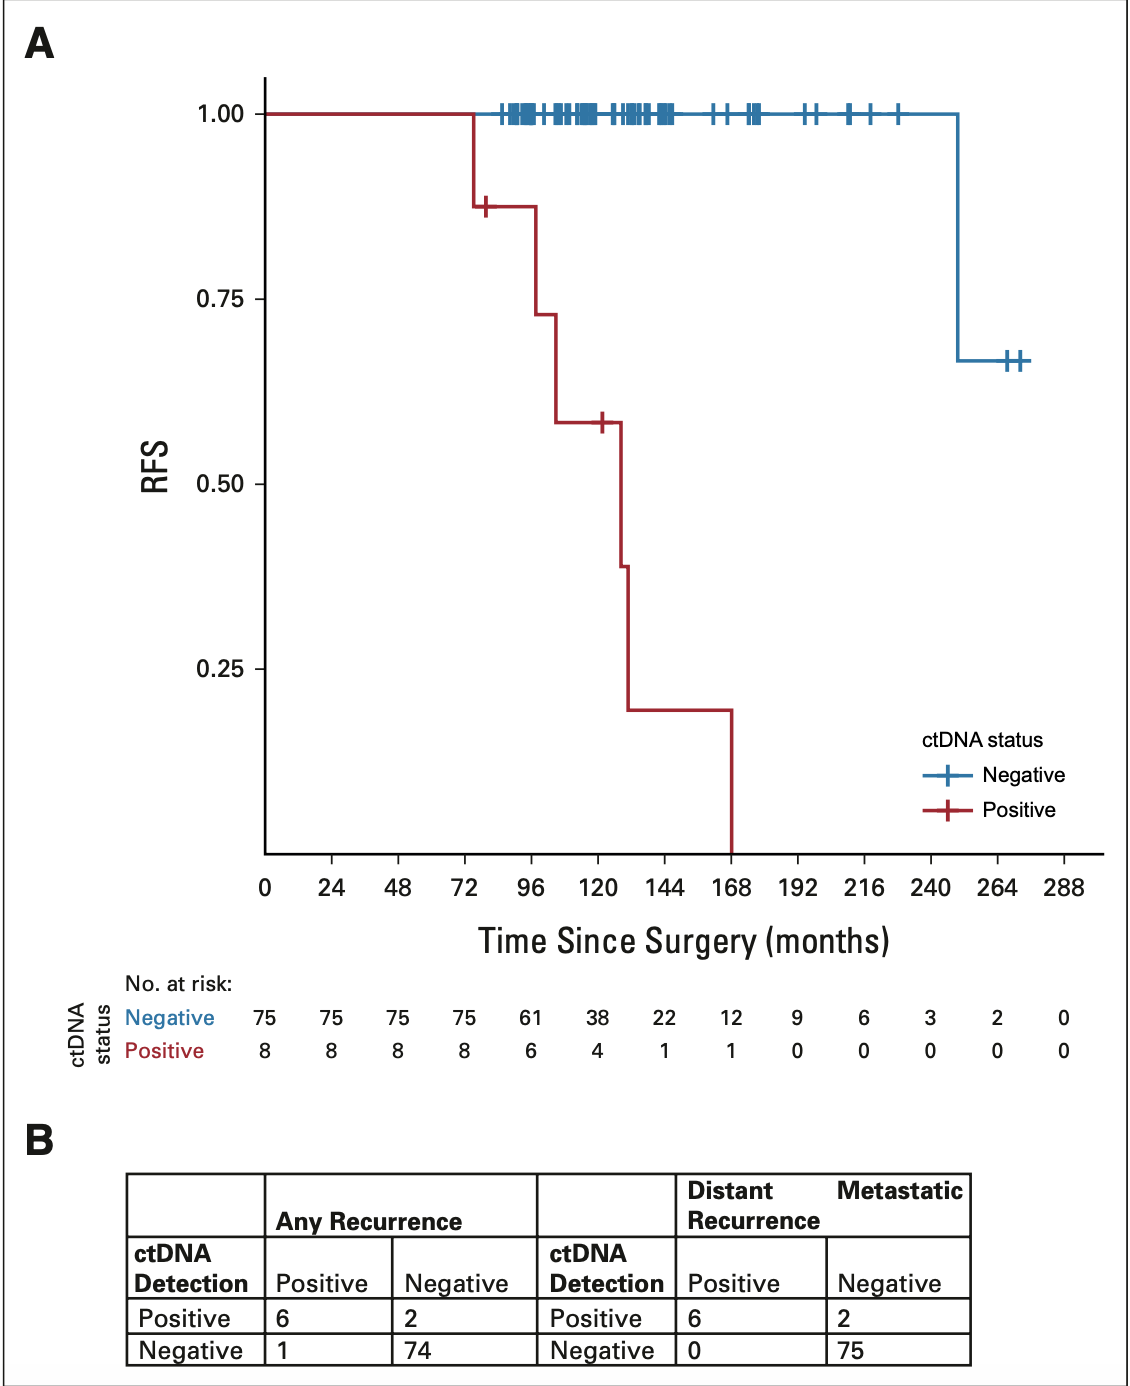 A
1.00
0.75
0.50
0.25
RFS
ctDNA status
Negative
Positive
0 24 48 72 96 120 144 168 192 216 240 264 288
Time Since Surgery (months)
No. at risk:
ctDNA
status
Negative 75 75 75 75 61 38 22 12 9 6 3 2 0
Positive 8 8 8 8 6 4 1 1 0 0 0 0 0
B
Any Recurrence Distant Metastatic
Recurrence
ctDNA
Detection Positive Negative ctDNA
Detection Positive Negative
Positive 6 2 Positive 6 2
Negative 1 74 Negative 0 75